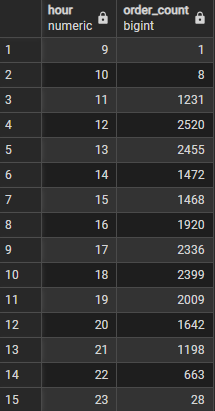 hour order_count
numeric bigint
1 9 1
2 10 8
3 11 1231
4 12 2520
5 13 2455
6 14 1472
7 15 1468
8 16 1920
9 17 2336
10 18 2399
11 19 2009
12 20 1642
13 21 1198
14 22 663
15 23 28